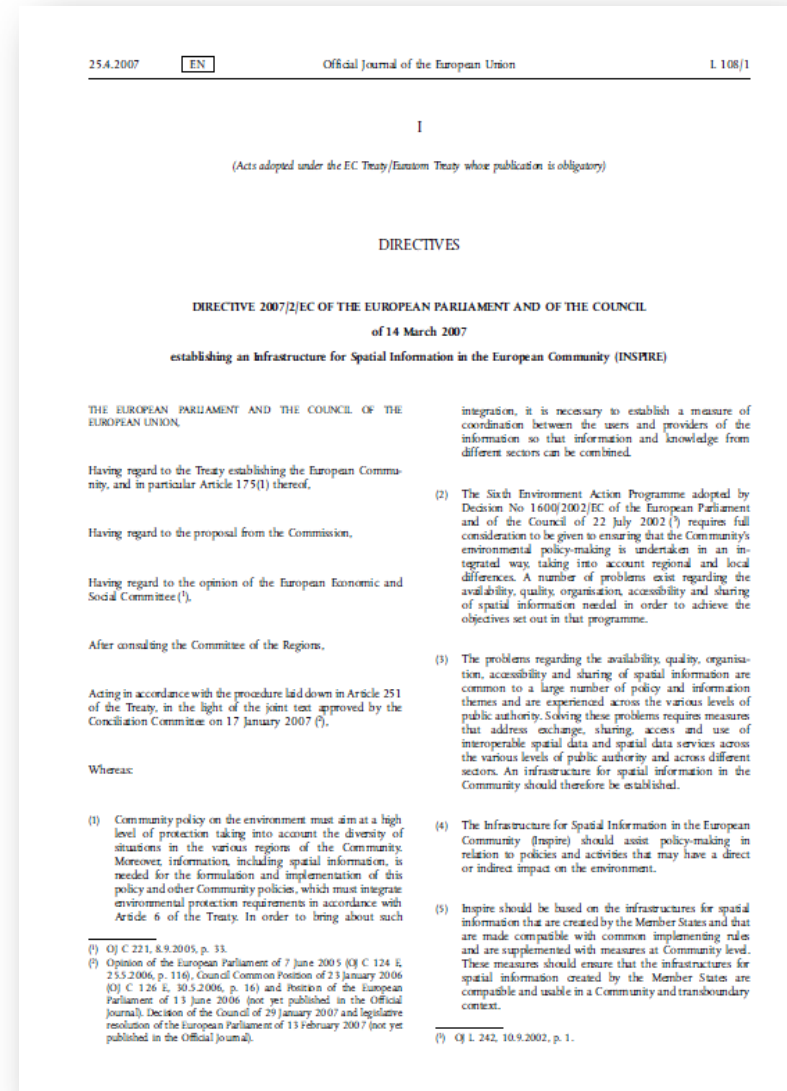 25.4.2007 EN Official Journal of the European Union L 108/1
I
(Acts adopted under the EC Treaty/Euratom Treaty whose publication is obligatory)
DIRECTIVES
DIRECTIVE 2007/2/EC OF THE EUROPEAN PARLIAMENT AND OF THE COUNCIL
of 14 March 2007
establishing an Infrastructure for Spatial Information in the European Community (INSPIRE)
THE EUROPEAN PARLIAMENT AND THE COUNCIL OF THE
EUROPEAN UNION,
Having regard to the Treaty establishing the European Commu-
nity, and in particular Article 175(1) thereof,
Having regard to the proposal from the Commission,
Having regard to the opinion of the European Economic and
Social Committee (¹),
After consulting the Committee of the Regions,
Acting in accordance with the procedure laid down in Article 251
of the Treaty, in the light of the joint text approved by the
Conciliation Committee on 17 January 2007 (²),
Whereas:
(1) Community policy on the environment must aim at a high
level of protection taking into account the diversity of
situations in the various regions of the Community.
Moreover, information, including spatial information, is
needed for the formulation and implementation of this
policy and other Community policies, which must integrate
environmental protection requirements in accordance with
Article 6 of the Treaty. In order to bring about such
(¹) OJ C 221, 8.9.2005, p. 33.
(²) Opinion of the European Parliament of 7 June 2005 (OJ C 124 E,
25.5.2006, p. 116), Council Common Position of 23 January 2006
(OJ C 126 E, 30.5.2006, p. 16) and Position of the European
Parliament of 13 June 2006 (not yet published in the Official
Journal). Decision of the Council of 29 January 2007 and legislative
resolution of the European Parliament of 13 February 2007 (not yet
published in the Official Journal).
integration, it is necessary to establish a measure of
coordination between the users and providers of the
information so that information and knowledge from
different sectors can be combined.
(2) The Sixth Environment Action Programme adopted by
Decision No 1600/2002/EC of the European Parliament
and of the Council of 22 July 2002 (³) requires full
consideration to be given to ensuring that the Community's
environmental policy-making is undertaken in an in-
tegrated way, taking into account regional and local
differences. A number of problems exist regarding the
availability, quality, organisation, accessibility and sharing
of spatial information needed in order to achieve the
objectives set out in that programme.
(3) The problems regarding the availability, quality, organisa-
tion, accessibility and sharing of spatial information are
common to a large number of policy and information
themes and are experienced across the various levels of
public authority. Solving these problems requires measures
that address exchange, sharing, access and use of
interoperable spatial data and spatial data services across
the various levels of public authority and across different
sectors. An infrastructure for spatial information in the
Community should therefore be established.
(4) The Infrastructure for Spatial Information in the European
Community (Inspire) should assist policy-making in
relation to policies and activities that may have a direct
or indirect impact on the environment.
(5) Inspire should be based on the infrastructures for spatial
information that are created by the Member States and that
are made compatible with common implementing rules
and are supplemented with measures at Community level.
These measures should ensure that the infrastructures for
spatial information created by the Member States are
compatible and usable in a Community and transboundary
context.
(³) OJ L 242, 10.9.2002, p. 1.